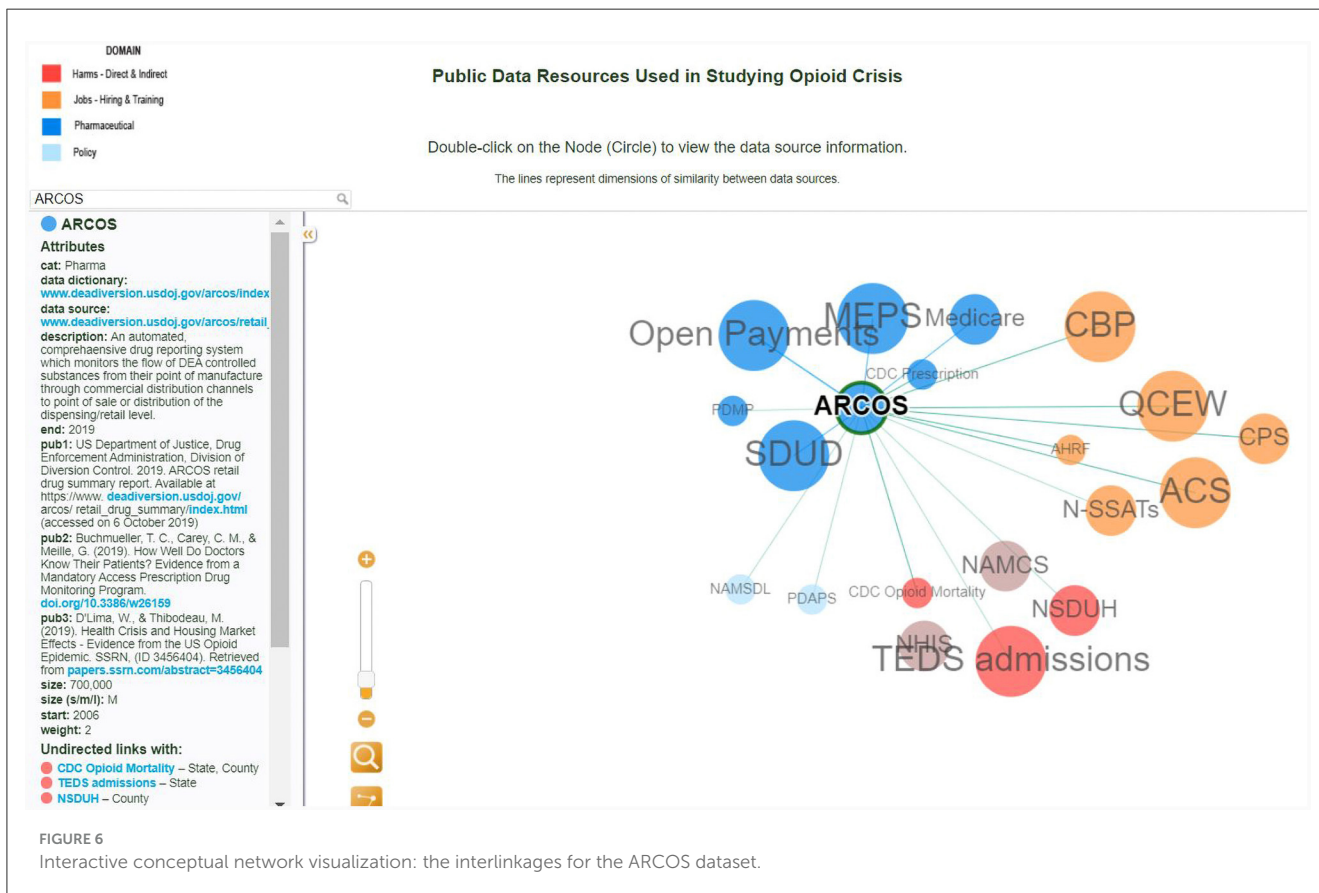 DOMAIN
Harms - Direct & Indirect
Jobs - Hiring & Training
Pharmaceutical
Policy
Public Data Resources Used in Studying Opioid Crisis
Double-click on the Node (Circle) to view the data source information.
The lines represent dimensions of similarity between data sources.
ARCOS
ARCOS
Attributes
cat: Pharma
data dictionary:
www.deadiversion.usdoj.gov/arcos/index
data source:
www.deadiversion.usdoj.gov/arcos/retail_
description: An automated,
comprehaensive drug reporting system
which monitors the flow of DEA controlled
substances from their point of manufacture
through commercial distribution channels
to point of sale or distribution of the
dispensing/retail level.
end: 2019
pub1: US Department of Justice, Drug
Enforcement Administration, Division of
Diversion Control. 2019. ARCOS retail
drug summary report. Available at
https://www. deadiversion.usdoj.gov/
arcos/ retail_drug_summary/index.html
(accessed on 6 October 2019)
pub2: Buchmueller, T. C., Carey, C. M., &
Meille, G. (2019). How Well Do Doctors
Know Their Patients? Evidence from a
Mandatory Access Prescription Drug
Monitoring Program.
doi.org/10.3386/w26159
pub3: D'Lima, W., & Thibodeau, M.
(2019). Health Crisis and Housing Market
Effects - Evidence from the US Opioid
Epidemic. SSRN, (ID 3456404). Retrieved
from papers.ssrn.com/abstract=3456404
size: 700,000
size (s/m/l): M
start: 2006
weight: 2
Undirected links with:
CDC Opioid Mortality – State, County
TEDS admissions – State
NSDUH – County
Open Payments
MEPS
Medicare
CBP
CDC Prescription
PDMP
ARCOS
QCEW
CPS
SDUD
AHRF
ACS
N-SSATs
NAMCS
NAMSDL
PDAPS
CDC Opioid Mortality
NSDUH
NHIS
TEDS admissions
FIGURE 6
Interactive conceptual network visualization: the interlinkages for the ARCOS dataset.